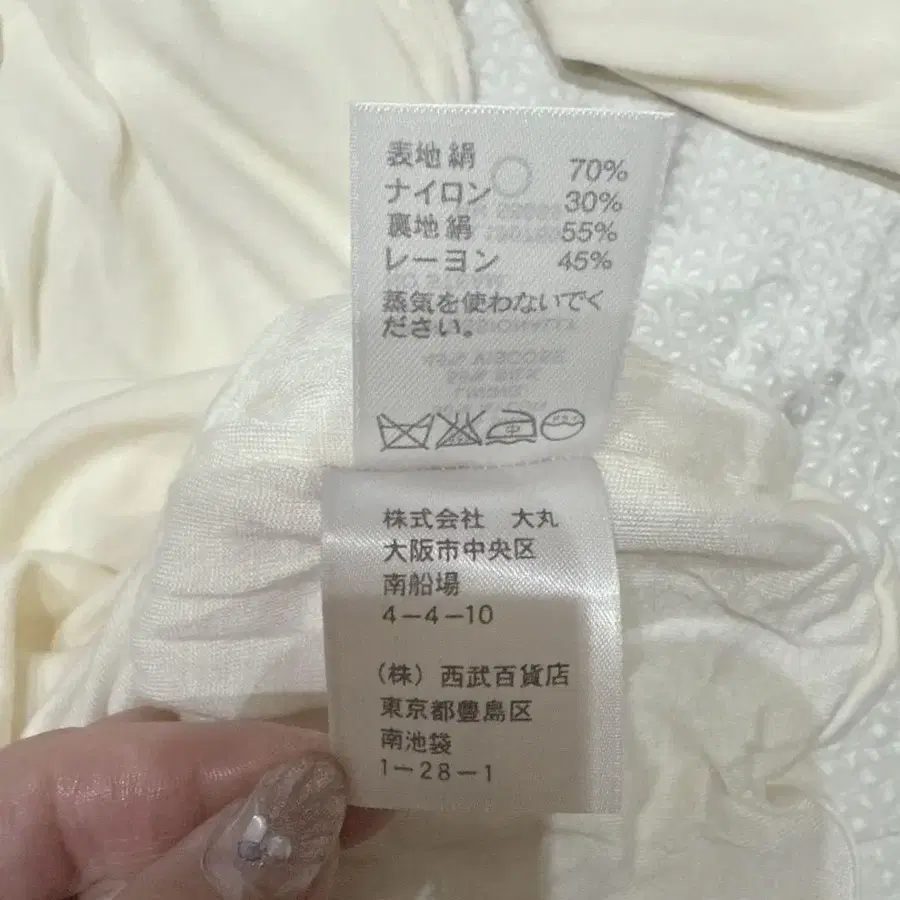 表地 絹 70%
ナイロン 30%
裏地 絹 55%
レーヨン 45%
蒸気を使わないでく
ださい。
株式会社 大丸
大阪市中央区
南船場
4-4-10
(株) 西武百貨店
東京都豊島区
南池袋
1-28-1